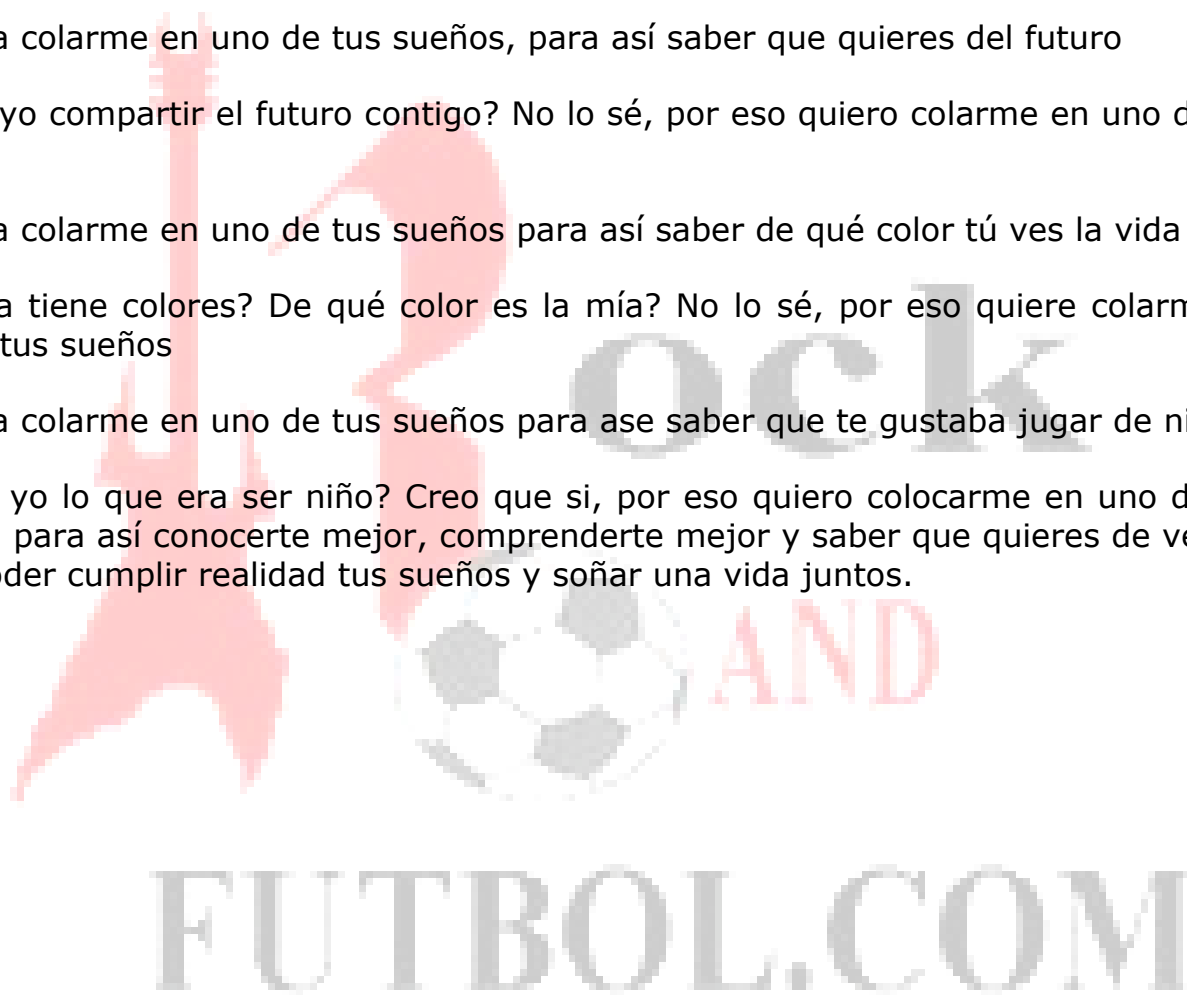 a colarme en uno de tus sueños, para así saber que quieres del futuro
yo compartir el futuro contigo? No lo sé, por eso quiero colarme en uno d
a colarme en uno de tus sueños para así saber de qué color tú ves la vida
a tiene colores? De qué color es la mía? No lo sé, por eso quiere colarm
tus sueños
a colarme en uno de tus sueños para ase saber que te gustaba jugar de ni
yo lo que era ser niño? Creo que si, por eso quiero colocarme en uno d
para así conocerte mejor, comprenderte mejor y saber que quieres de ve
oder cumplir realidad tus sueños y soñar una vida juntos.
Rock
AND
FUTBOL.COM